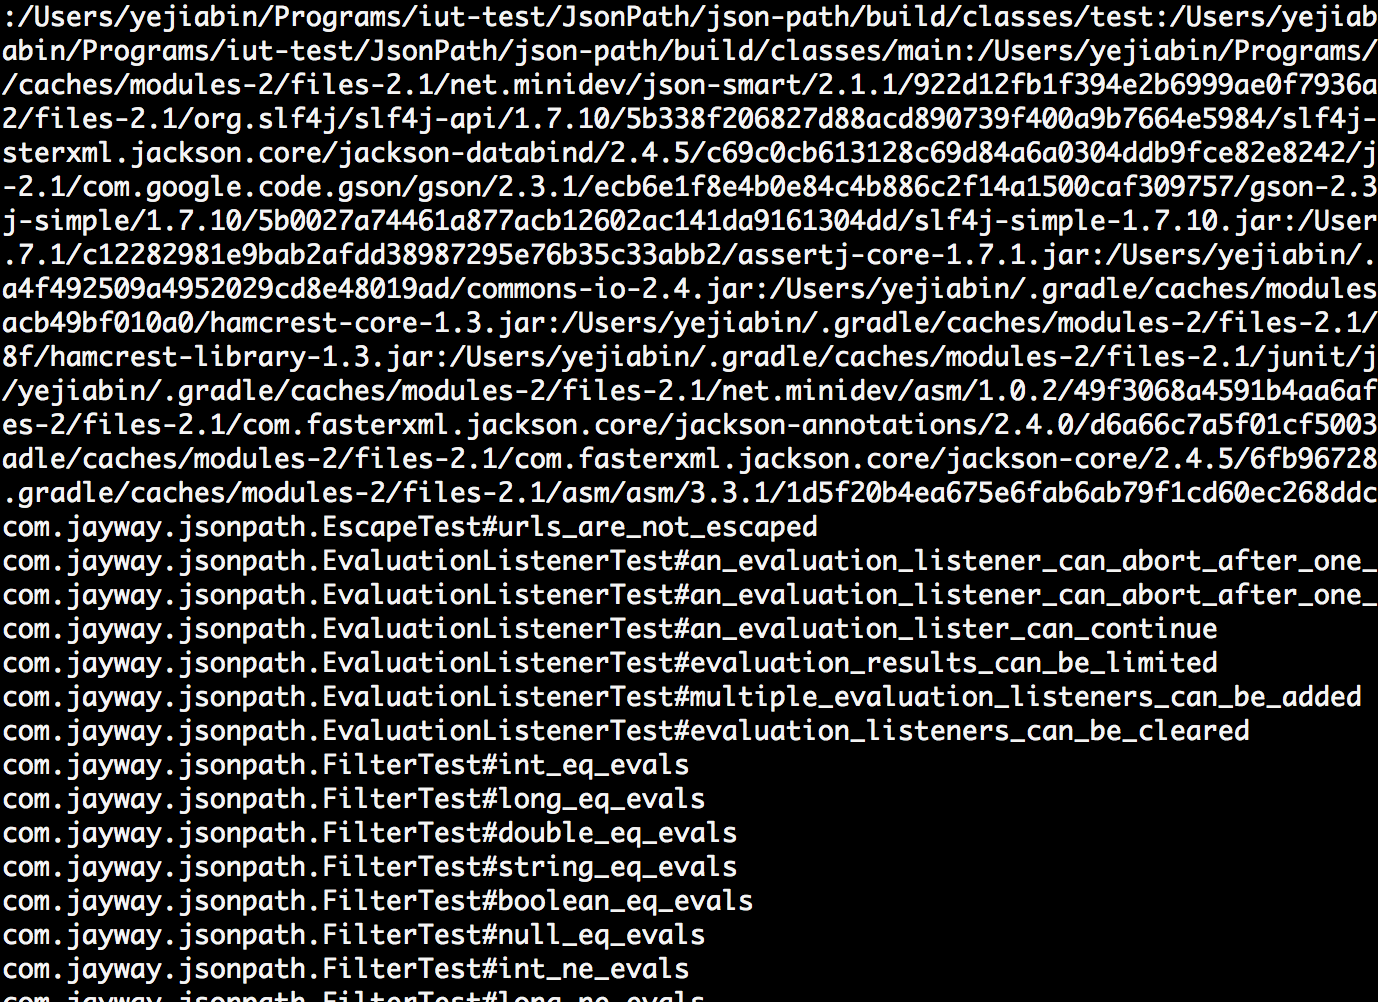 :/Users/yejiabin/Programs/iut-test/JsonPath/json-path/build/classes/test:/Users/yejiab
abin/Programs/iut-test/JsonPath/json-path/build/classes/main:/Users/yejiabin/Programs/
/caches/modules-2/files-2.1/net.minidev/json-smart/2.1.1/922d12fb1f394e2b6999ae0f7936a
2/files-2.1/org.slf4j/slf4j-api/1.7.10/5b338f206827d88acd890739f400a9b7664e5984/slf4j-
sterxml.jackson.core/jackson-databind/2.4.5/c69c0cb613128c69d84a6a0304ddb9fce82e8242/j
-2.1/com.google.code.gson/gson/2.3.1/ecb6e1f8e4b0e84c4b886c2f14a1500caf309757/gson-2.3
j-simple/1.7.10/5b0027a74461a877acb12602ac141da9161304dd/slf4j-simple-1.7.10.jar:/User
.7.1/c12282981e9bab2afdd38987295e76b35c33abb2/assertj-core-1.7.1.jar:/Users/yejiabin/.
a4f492509a4952029cd8e48019ad/commons-io-2.4.jar:/Users/yejiabin/.gradle/caches/modules
acb49bf010a0/hamcrest-core-1.3.jar:/Users/yejiabin/.gradle/caches/modules-2/files-2.1/
8f/hamcrest-library-1.3.jar:/Users/yejiabin/.gradle/caches/modules-2/files-2.1/junit/j
/yejiabin/.gradle/caches/modules-2/files-2.1/net.minidev/asm/1.0.2/49f3068a4591b4aa6af
es-2/files-2.1/com.fasterxml.jackson.core/jackson-annotations/2.4.0/d6a66c7a5f01cf5003
adle/caches/modules-2/files-2.1/com.fasterxml.jackson.core/jackson-core/2.4.5/6fb96728
.gradle/caches/modules-2/files-2.1/asm/asm/3.3.1/1d5f20b4ea675e6fab6ab79f1cd60ec268ddc
com.jayway.jsonpath.EscapeTest#urls_are_not_escaped
com.jayway.jsonpath.EvaluationListenerTest#an_evaluation_listener_can_abort_after_one_
com.jayway.jsonpath.EvaluationListenerTest#an_evaluation_listener_can_abort_after_one_
com.jayway.jsonpath.EvaluationListenerTest#an_evaluation_lister_can_continue
com.jayway.jsonpath.EvaluationListenerTest#evaluation_results_can_be_limited
com.jayway.jsonpath.EvaluationListenerTest#multiple_evaluation_listeners_can_be_added
com.jayway.jsonpath.EvaluationListenerTest#evaluation_listeners_can_be_cleared
com.jayway.jsonpath.FilterTest#int_eq_evals
com.jayway.jsonpath.FilterTest#long_eq_evals
com.jayway.jsonpath.FilterTest#double_eq_evals
com.jayway.jsonpath.FilterTest#string_eq_evals
com.jayway.jsonpath.FilterTest#boolean_eq_evals
com.jayway.jsonpath.FilterTest#null_eq_evals
com.jayway.jsonpath.FilterTest#int_ne_evals
com.jayway.jsonpath.FilterTest#long_ne_evals